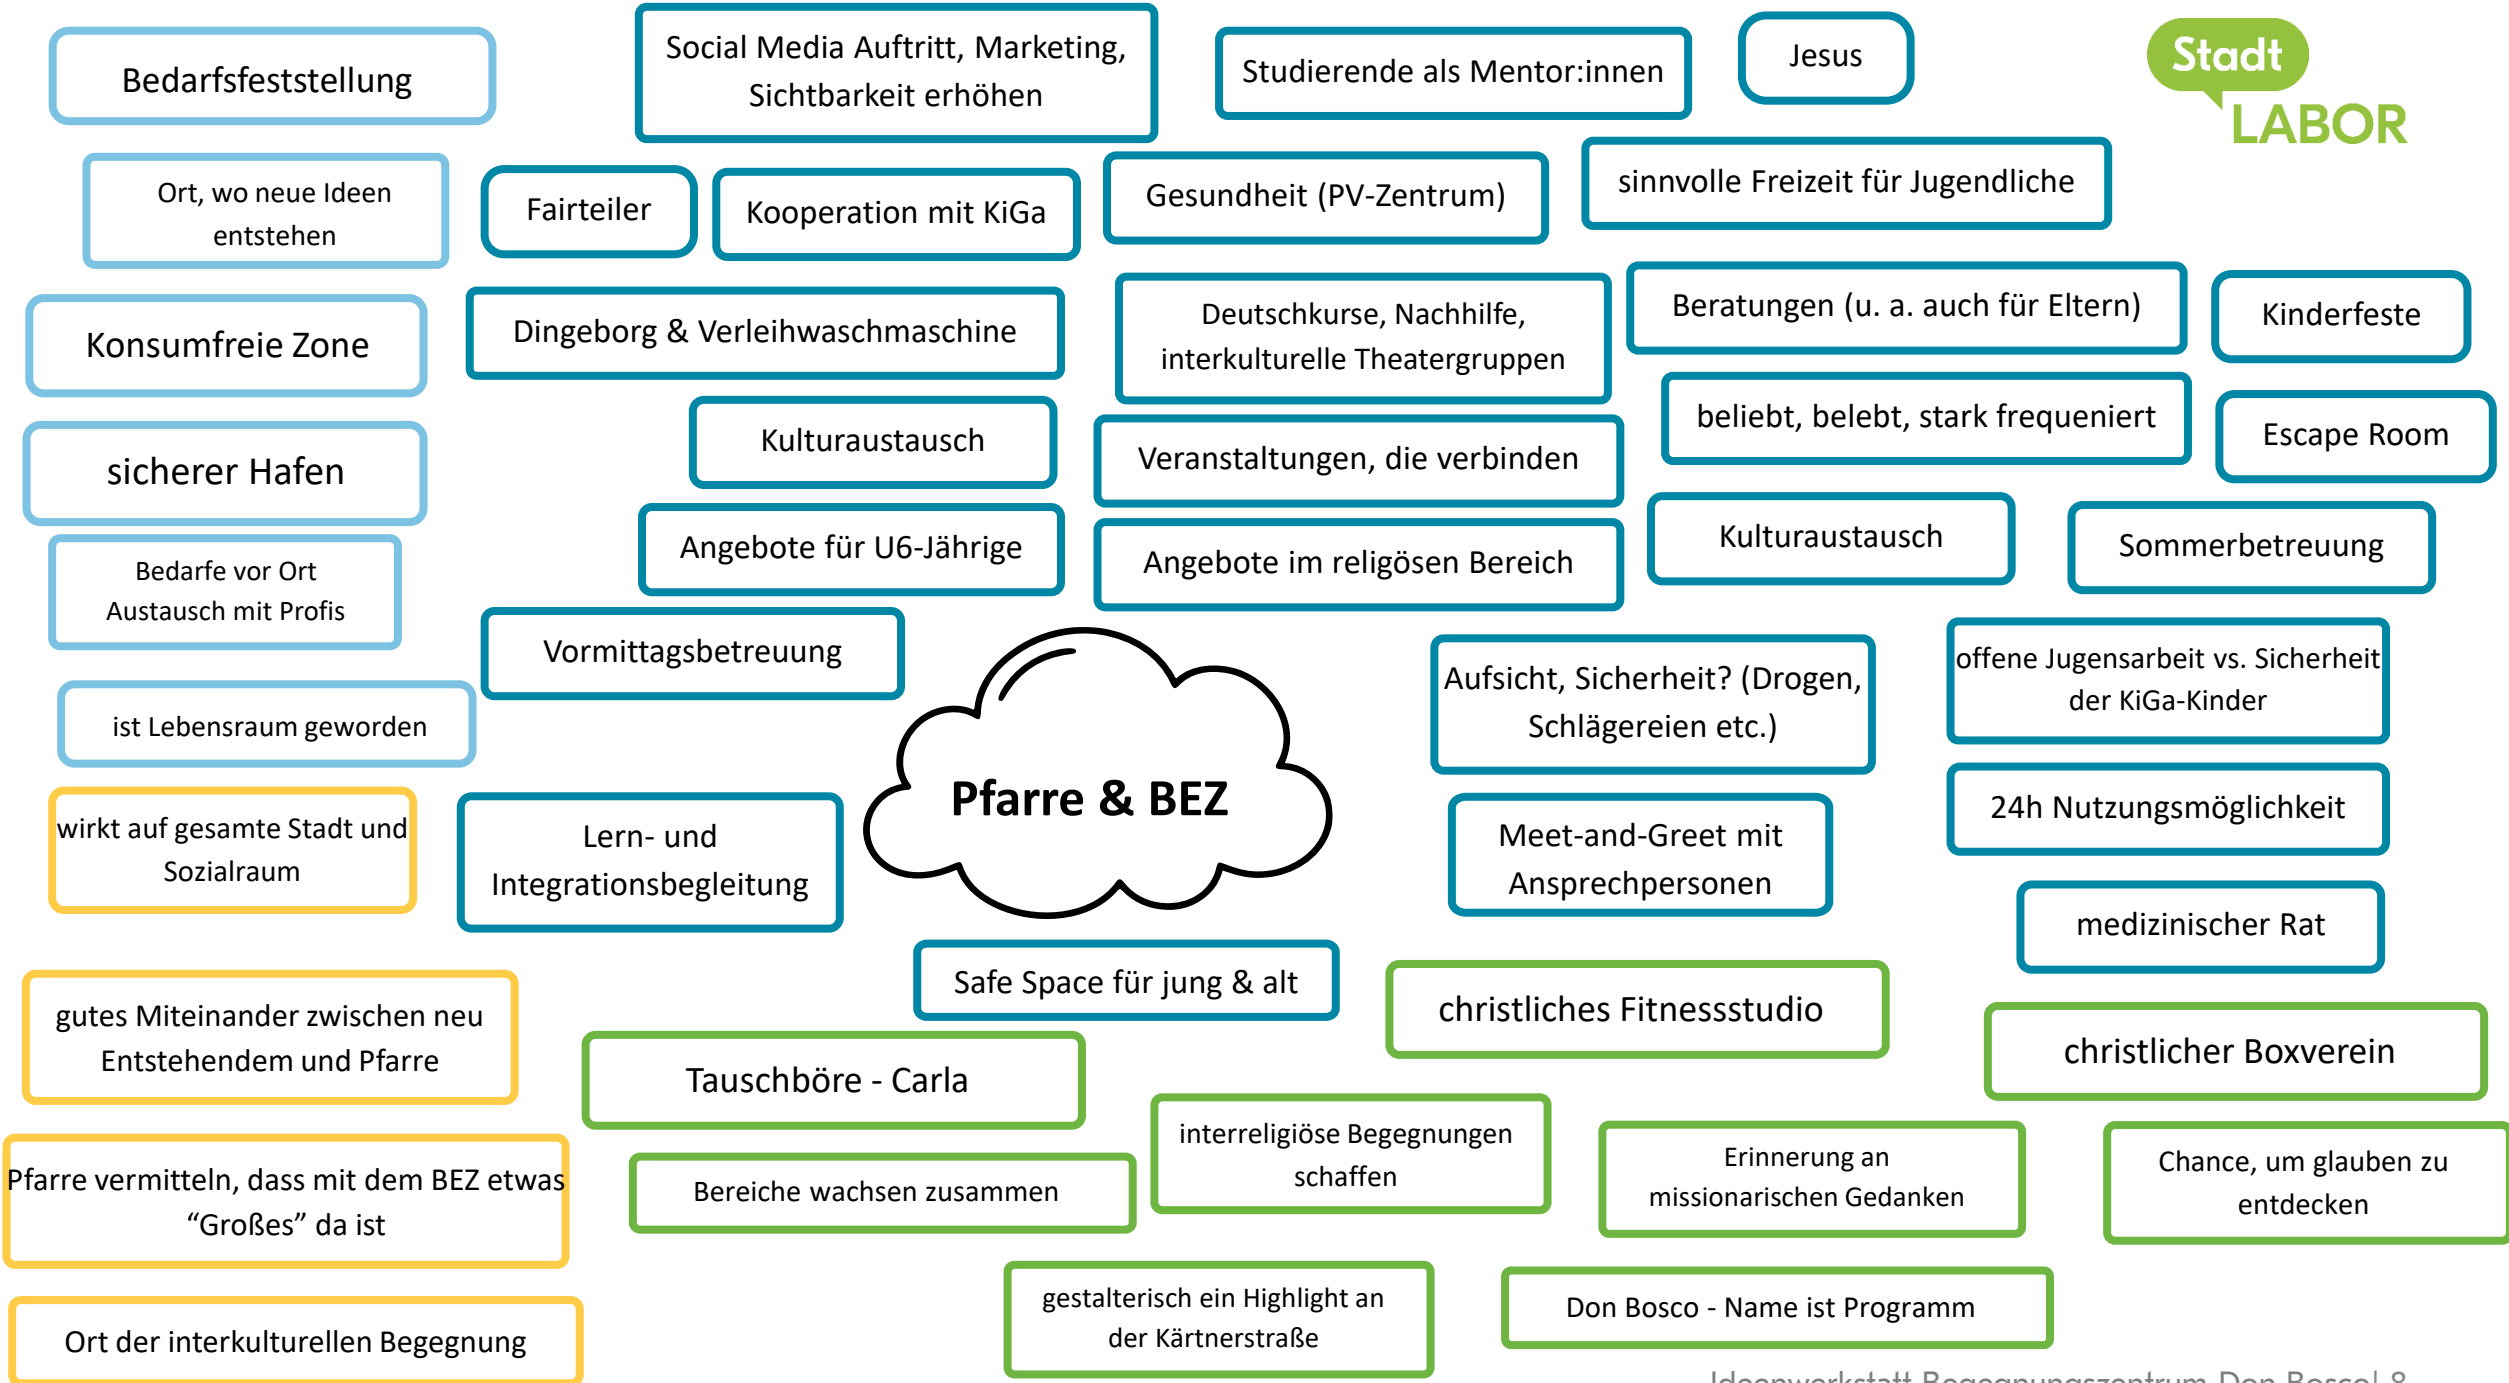 Bedarfsfeststellung
Social Media Auftritt, Marketing,
Sichtbarkeit erhöhen
Studierende als Mentor:innen
Jesus
Stadt
LABOR
Ort, wo neue Ideen
entstehen
Fairteiler
Kooperation mit KiGa
Gesundheit (PV-Zentrum)
sinnvolle Freizeit für Jugendliche
Konsumfreie Zone
Dingeborg & Verleihwaschmaschine
Deutschkurse, Nachhilfe,
interkulturelle Theatergruppen
Beratungen (u. a. auch für Eltern)
Kinderfeste
sicherer Hafen
Kulturaustausch
Veranstaltungen, die verbinden
beliebt, belebt, stark frequeniert
Escape Room
Bedarfe vor Ort
Austausch mit Profis
Angebote für U6-Jährige
Angebote im religösen Bereich
Kulturaustausch
Sommerbetreuung
ist Lebensraum geworden
Vormittagsbetreuung
Pfarre & BEZ
Aufsicht, Sicherheit? (Drogen,
Schlägereien etc.)
offene Jugensarbeit vs. Sicherheit
der KiGa-Kinder
wirkt auf gesamte Stadt und
Sozialraum
Lern- und
Integrationsbegleitung
Meet-and-Greet mit
Ansprechpersonen
24h Nutzungsmöglichkeit
medizinischer Rat
Safe Space für jung & alt
gutes Miteinander zwischen neu
Entstehendem und Pfarre
Tauschböre - Carla
christliches Fitnessstudio
christlicher Boxverein
Pfarre vermitteln, dass mit dem BEZ etwas
“Großes” da ist
Bereiche wachsen zusammen
interreligiöse Begegnungen
schaffen
Erinnerung an
missionarischen Gedanken
Chance, um glauben zu
entdecken
Ort der interkulturellen Begegnung
gestalterisch ein Highlight an
der Kärtnerstraße
Don Bosco - Name ist Programm
Ideenwerkstatt Begegnungszentrum Don Bosco| 8